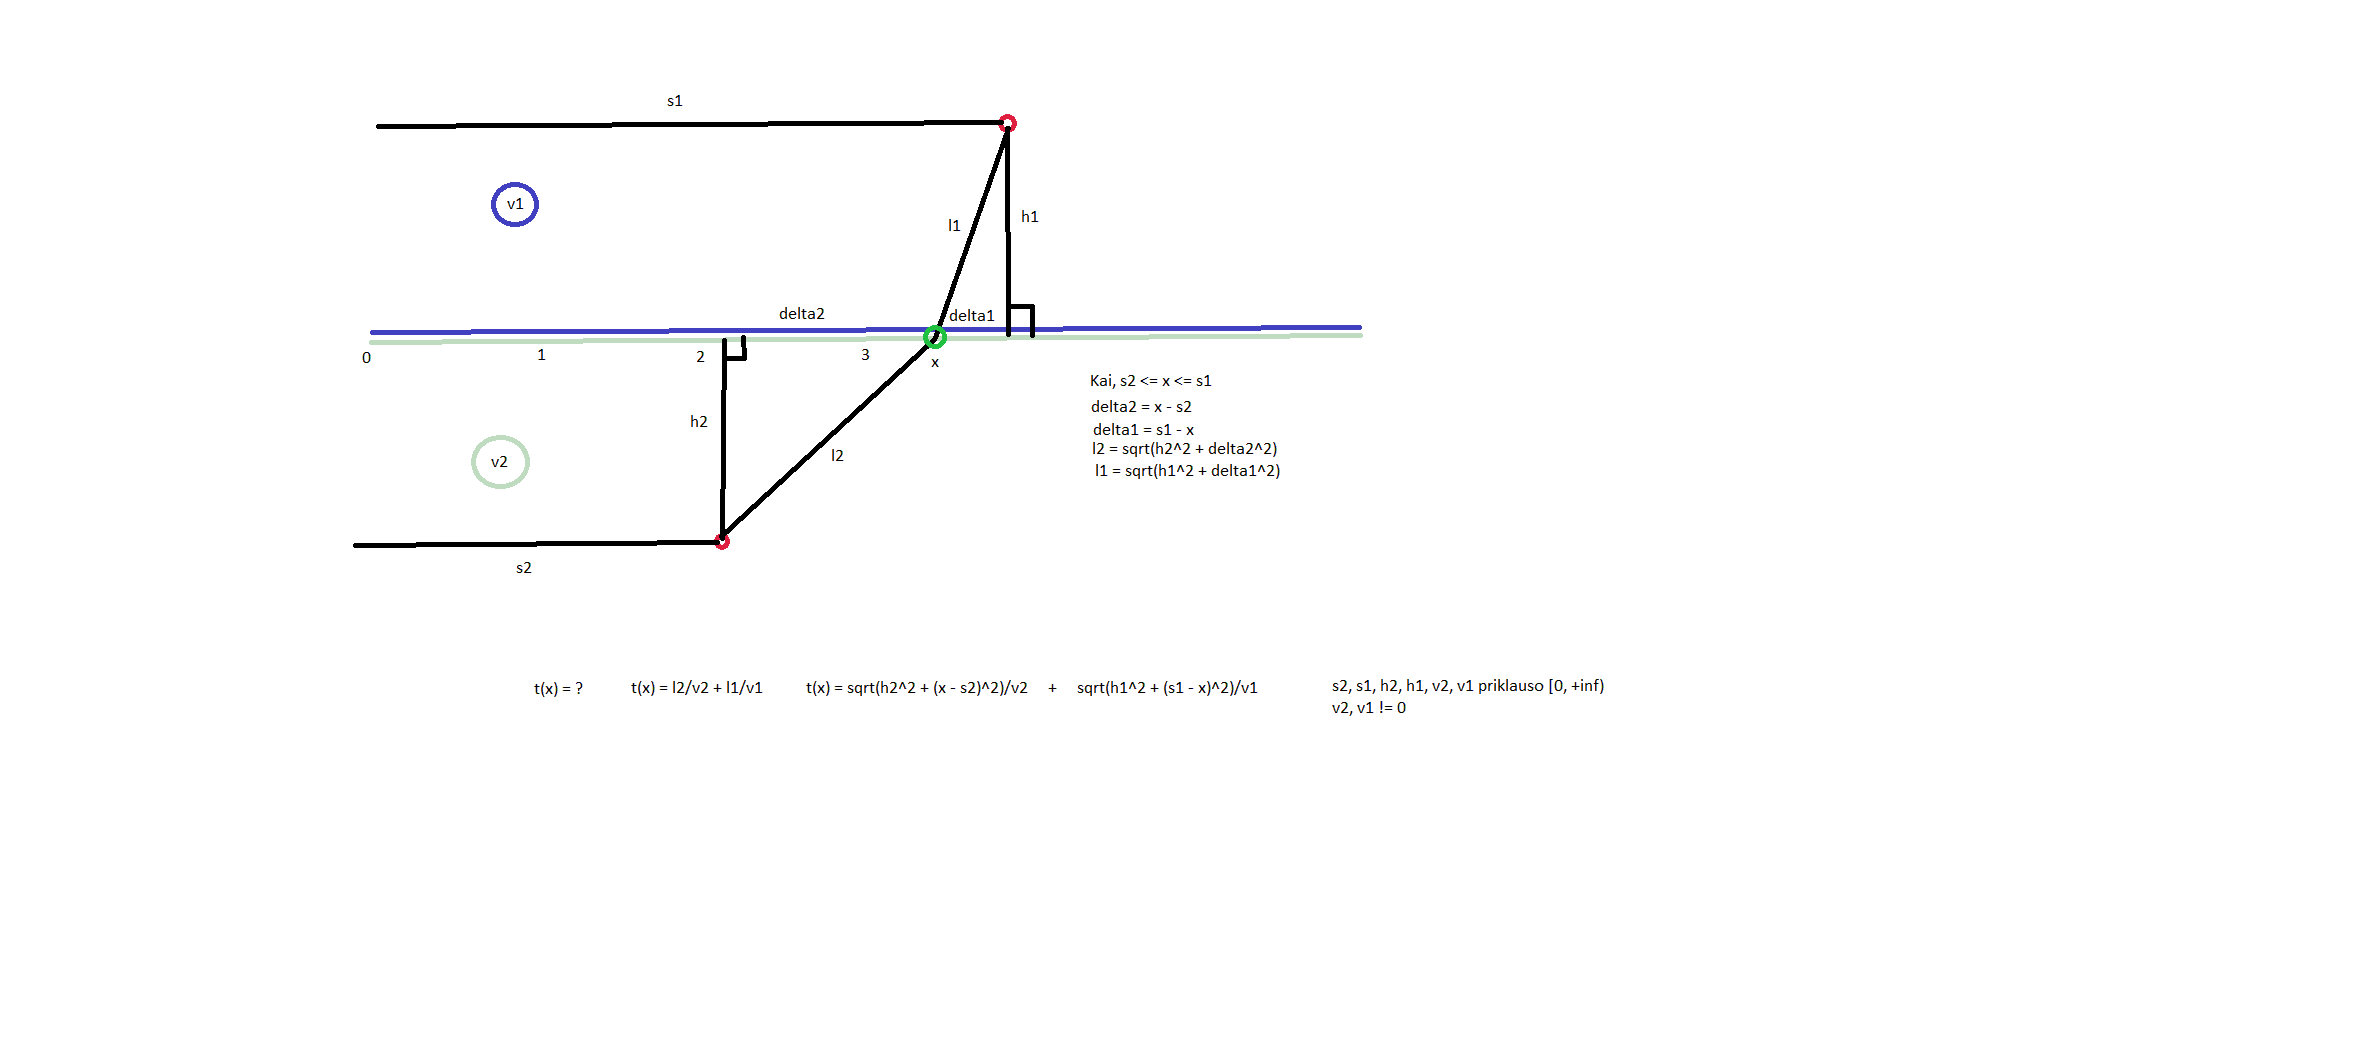 s1
v1
l1
h1
delta2
delta1
0
1
2
3
x
Kai, s2 <= x <= s1
delta2 = x - s2
delta1 = s1 - x
l2 = sqrt(h2^2 + delta2^2)
l1 = sqrt(h1^2 + delta1^2)
h2
v2
l2
s2
t(x) = ?
t(x) = l2/v2 + l1/v1
t(x) = sqrt(h2^2 + (x - s2)^2)/v2 + sqrt(h1^2 + (s1 - x)^2)/v1
s2, s1, h2, h1, v2, v1 priklauso [0, +inf)
v2, v1 != 0